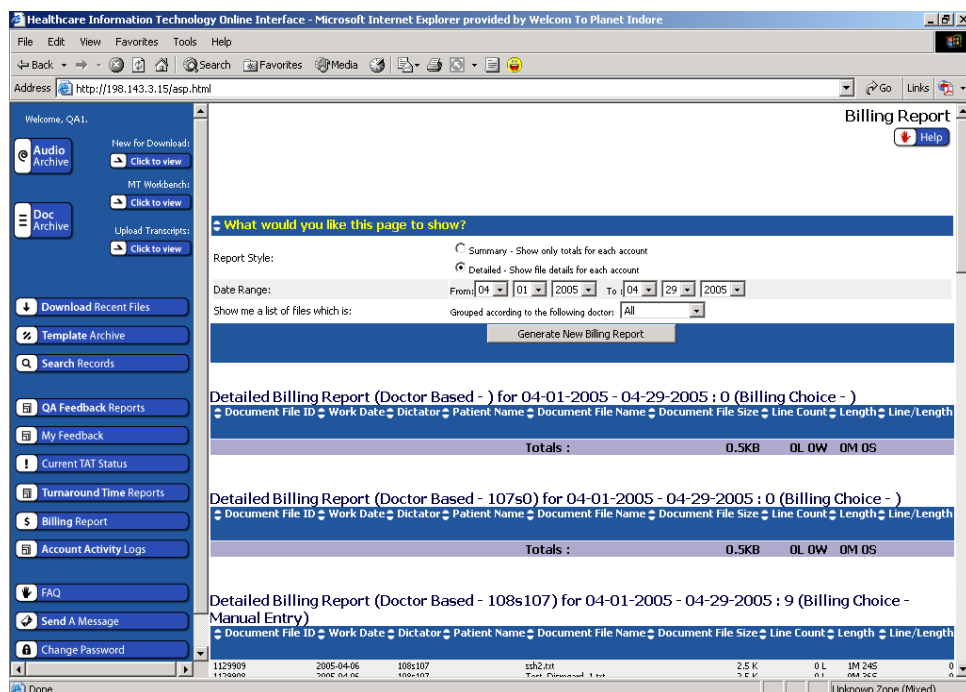 Healthcare Information Technology Online Interface - Microsoft Internet Explorer provided by Welcom To Planet Indore
File Edit View Favorites Tools Help
Back Search Favorites Media
Address http://198.143.3.15/asp.html Go Links
Welcome, QA1.
Audio Archive
New for Download:
Click to view
MT Workbench:
Click to view
Doc Archive
Upload Transcripts:
Click to view
Download Recent Files
Template Archive
Search Records
QA Feedback Reports
My Feedback
Current TAT Status
Turnaround Time Reports
Billing Report
Account Activity Logs
FAQ
Send A Message
Change Password
Billing Report
Help
What would you like this page to show?
Report Style:
Summary - Show only totals for each account
Detailed - Show file details for each account
Date Range: From: 04 01 2005 To : 04 29 2005
Show me a list of files which is: Grouped according to the following doctor: All
Generate New Billing Report
Detailed Billing Report (Doctor Based - ) for 04-01-2005 - 04-29-2005 : 0 (Billing Choice - )
Document File ID Work Date Dictator Patient Name Document File Name Document File Size Line Count Length Line/Length
Totals : 0.5KB 0L 0W 0M 0S
Detailed Billing Report (Doctor Based - 107s0) for 04-01-2005 - 04-29-2005 : 0 (Billing Choice - )
Document File ID Work Date Dictator Patient Name Document File Name Document File Size Line Count Length Line/Length
Totals : 0.5KB 0L 0W 0M 0S
Detailed Billing Report (Doctor Based - 108s107) for 04-01-2005 - 04-29-2005 : 9 (Billing Choice -
Manual Entry)
Document File ID Work Date Dictator Patient Name Document File Name Document File Size Line Count Length Line/Length
1129909 2005-04-06 108s107 ssh2.txt 2.5 K 0 L 1M 24S 0
Done Unknown Zone (Mixed)